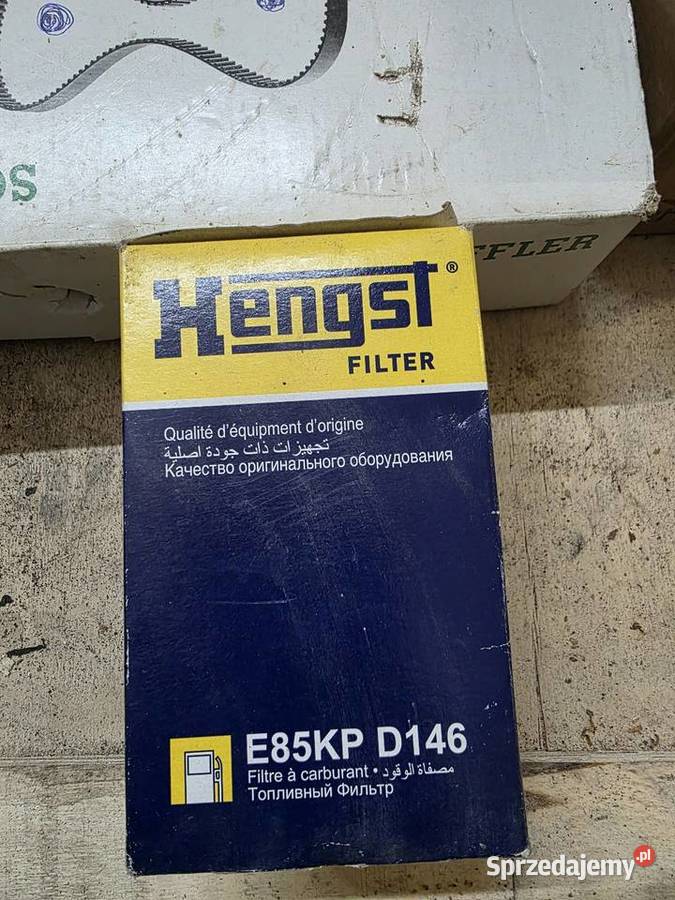 OS
FFLER
Hengst®
FILTER
Qualité d'équipment d'origine
تجهيزات ذات جودة اصلية
Качество оригинального оборудования
E85KP D146
Filtre à carburant • مصفاة الوقود
Топливный Фильтр
Sprzedajemy.pl